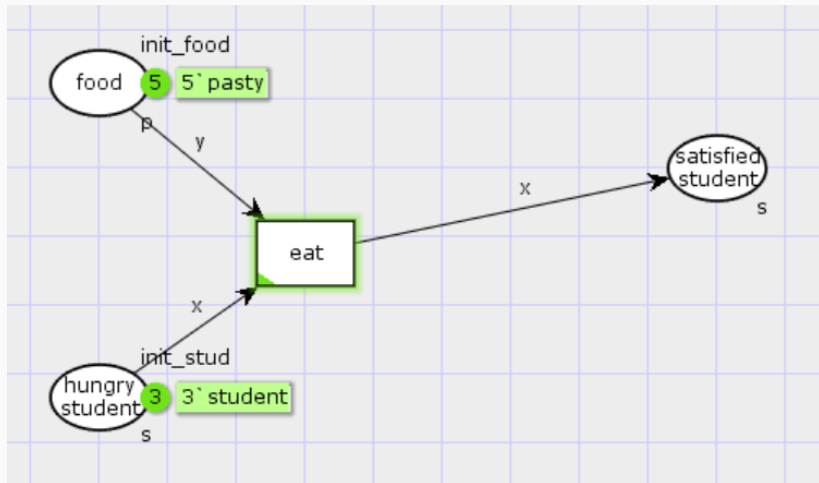 init_food
food
5
5`pasty
p
y
satisfied
student
s
x
eat
x
init_stud
hungry
student
3
3`student
s